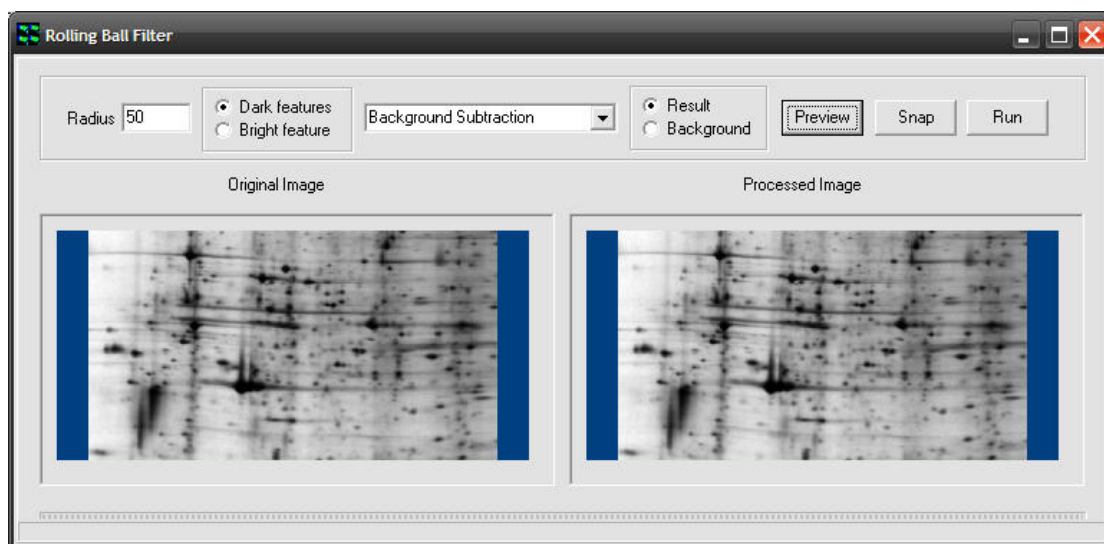 Rolling Ball Filter
Radius 50
Dark features
Bright feature
Background Subtraction
Result
Background
Preview
Snap
Run
Original Image
Processed Image